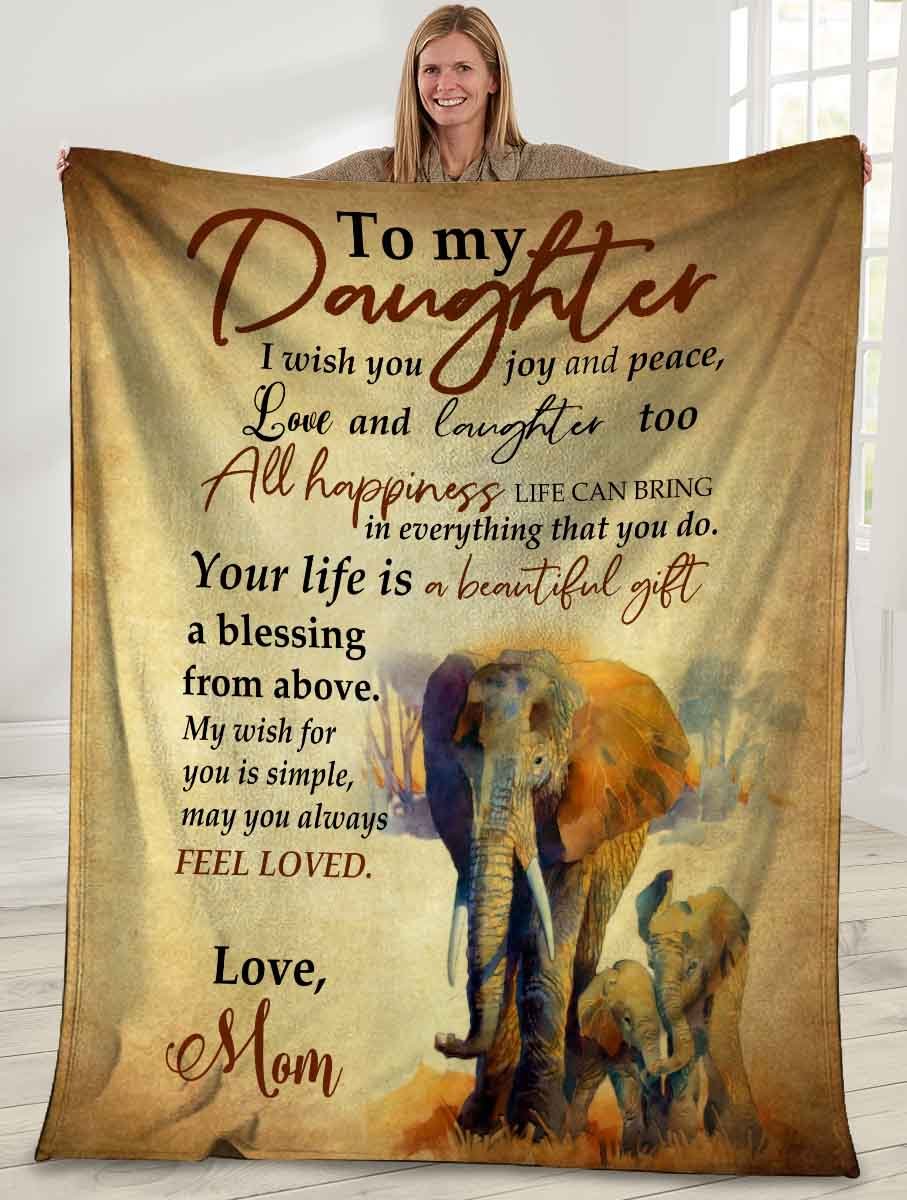 To my
Daughter
I wish you joy and peace,
Love and laughter too
All happiness LIFE CAN BRING
in everything that you do.
Your life is a beautiful gift
a blessing
from above.
My wish for
you is simple,
may you always
FEEL LOVED.
Love,
Mom